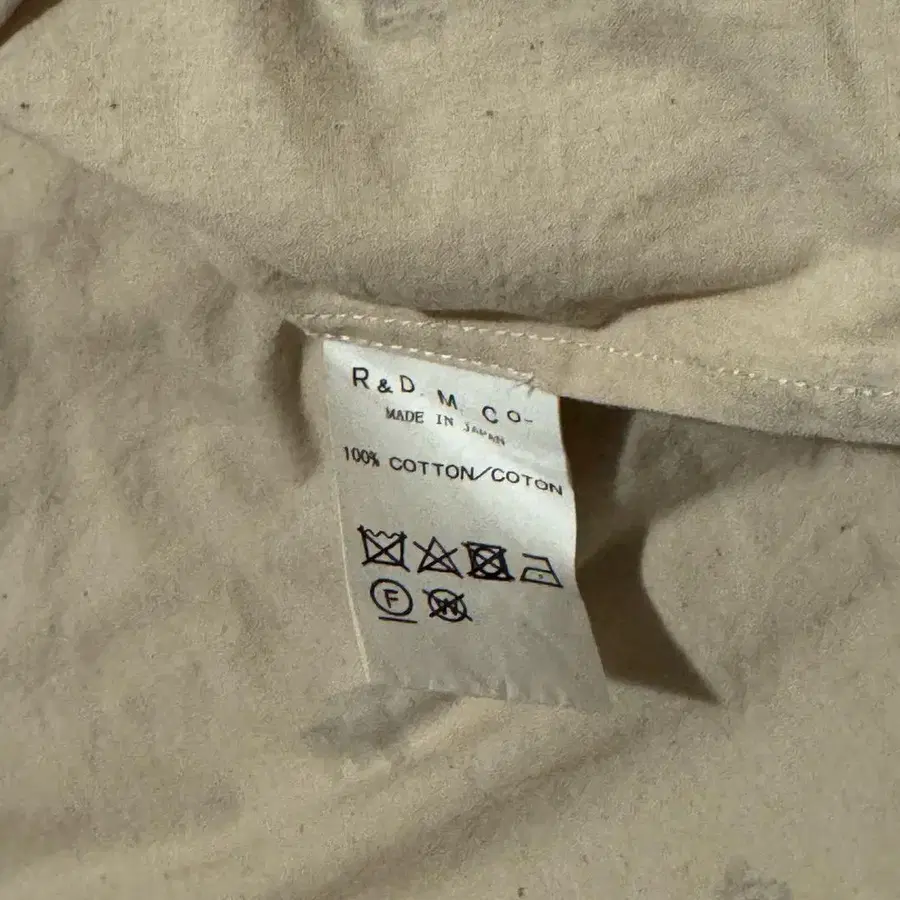 R & D. M. CO-
MADE IN JAPAN
100% COTTON/COTON
F W